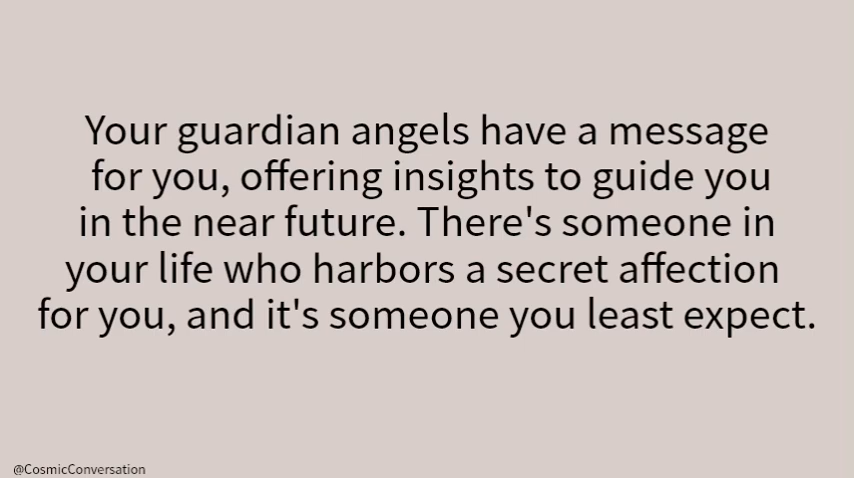 Your guardian angels have a message
for you, offering insights to guide you
in the near future. There's someone in
your life who harbors a secret affection
for you, and it's someone you least expect.
@CosmicConversation